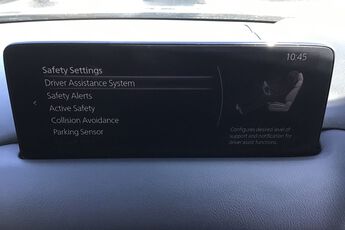 10:45
Safety Settings
Driver Assistance System
Safety Alerts
Active Safety
Collision Avoidance
Parking Sensor
Configures desired level of
support and notification for
driver assist functions.